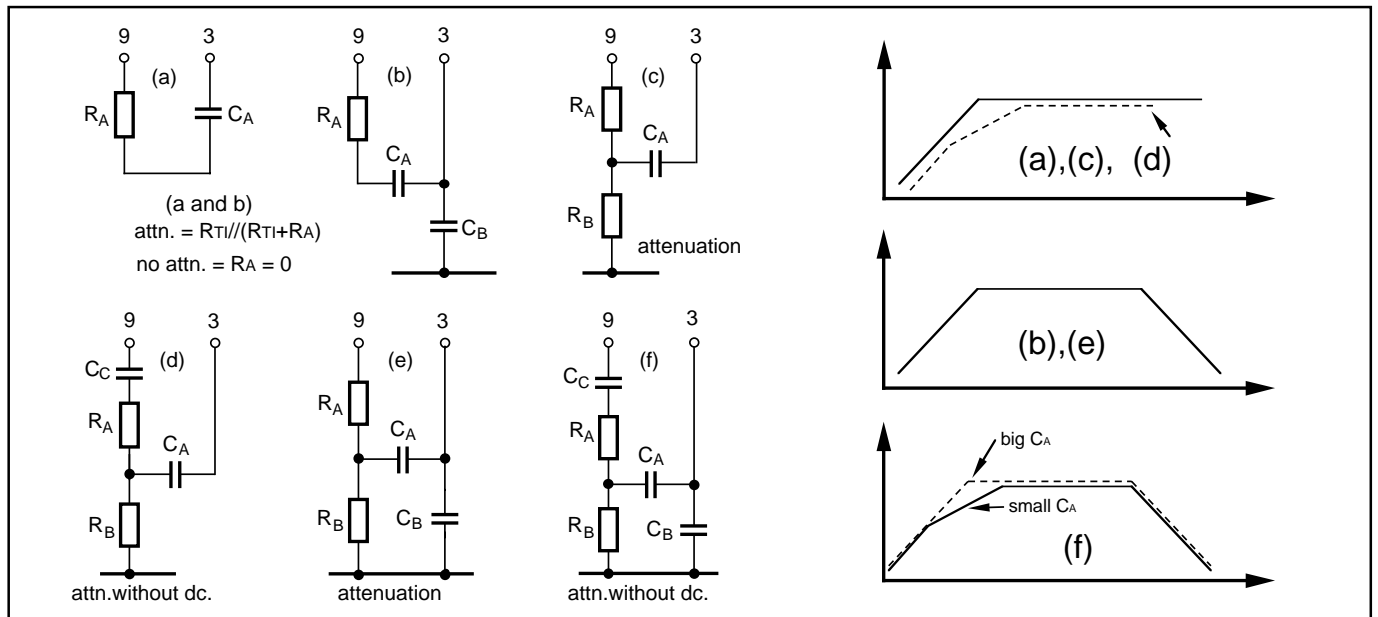 9 3
(a)
RA
CA
(a and b)
attn. = RTI//(RTI+RA)
no attn. = RA = 0
9 3
(b)
RA
CA
CB
9 3
(c)
RA
CA
RB
attenuation
(a),(c), (d)
9 3
(d)
CC
RA
CA
RB
attn.without dc.
9 3
(e)
RA
CA
RB
CB
attenuation
9 3
(f)
CC
RA
CA
RB
CB
attn.without dc.
(b),(e)
big CA
small CA
(f)